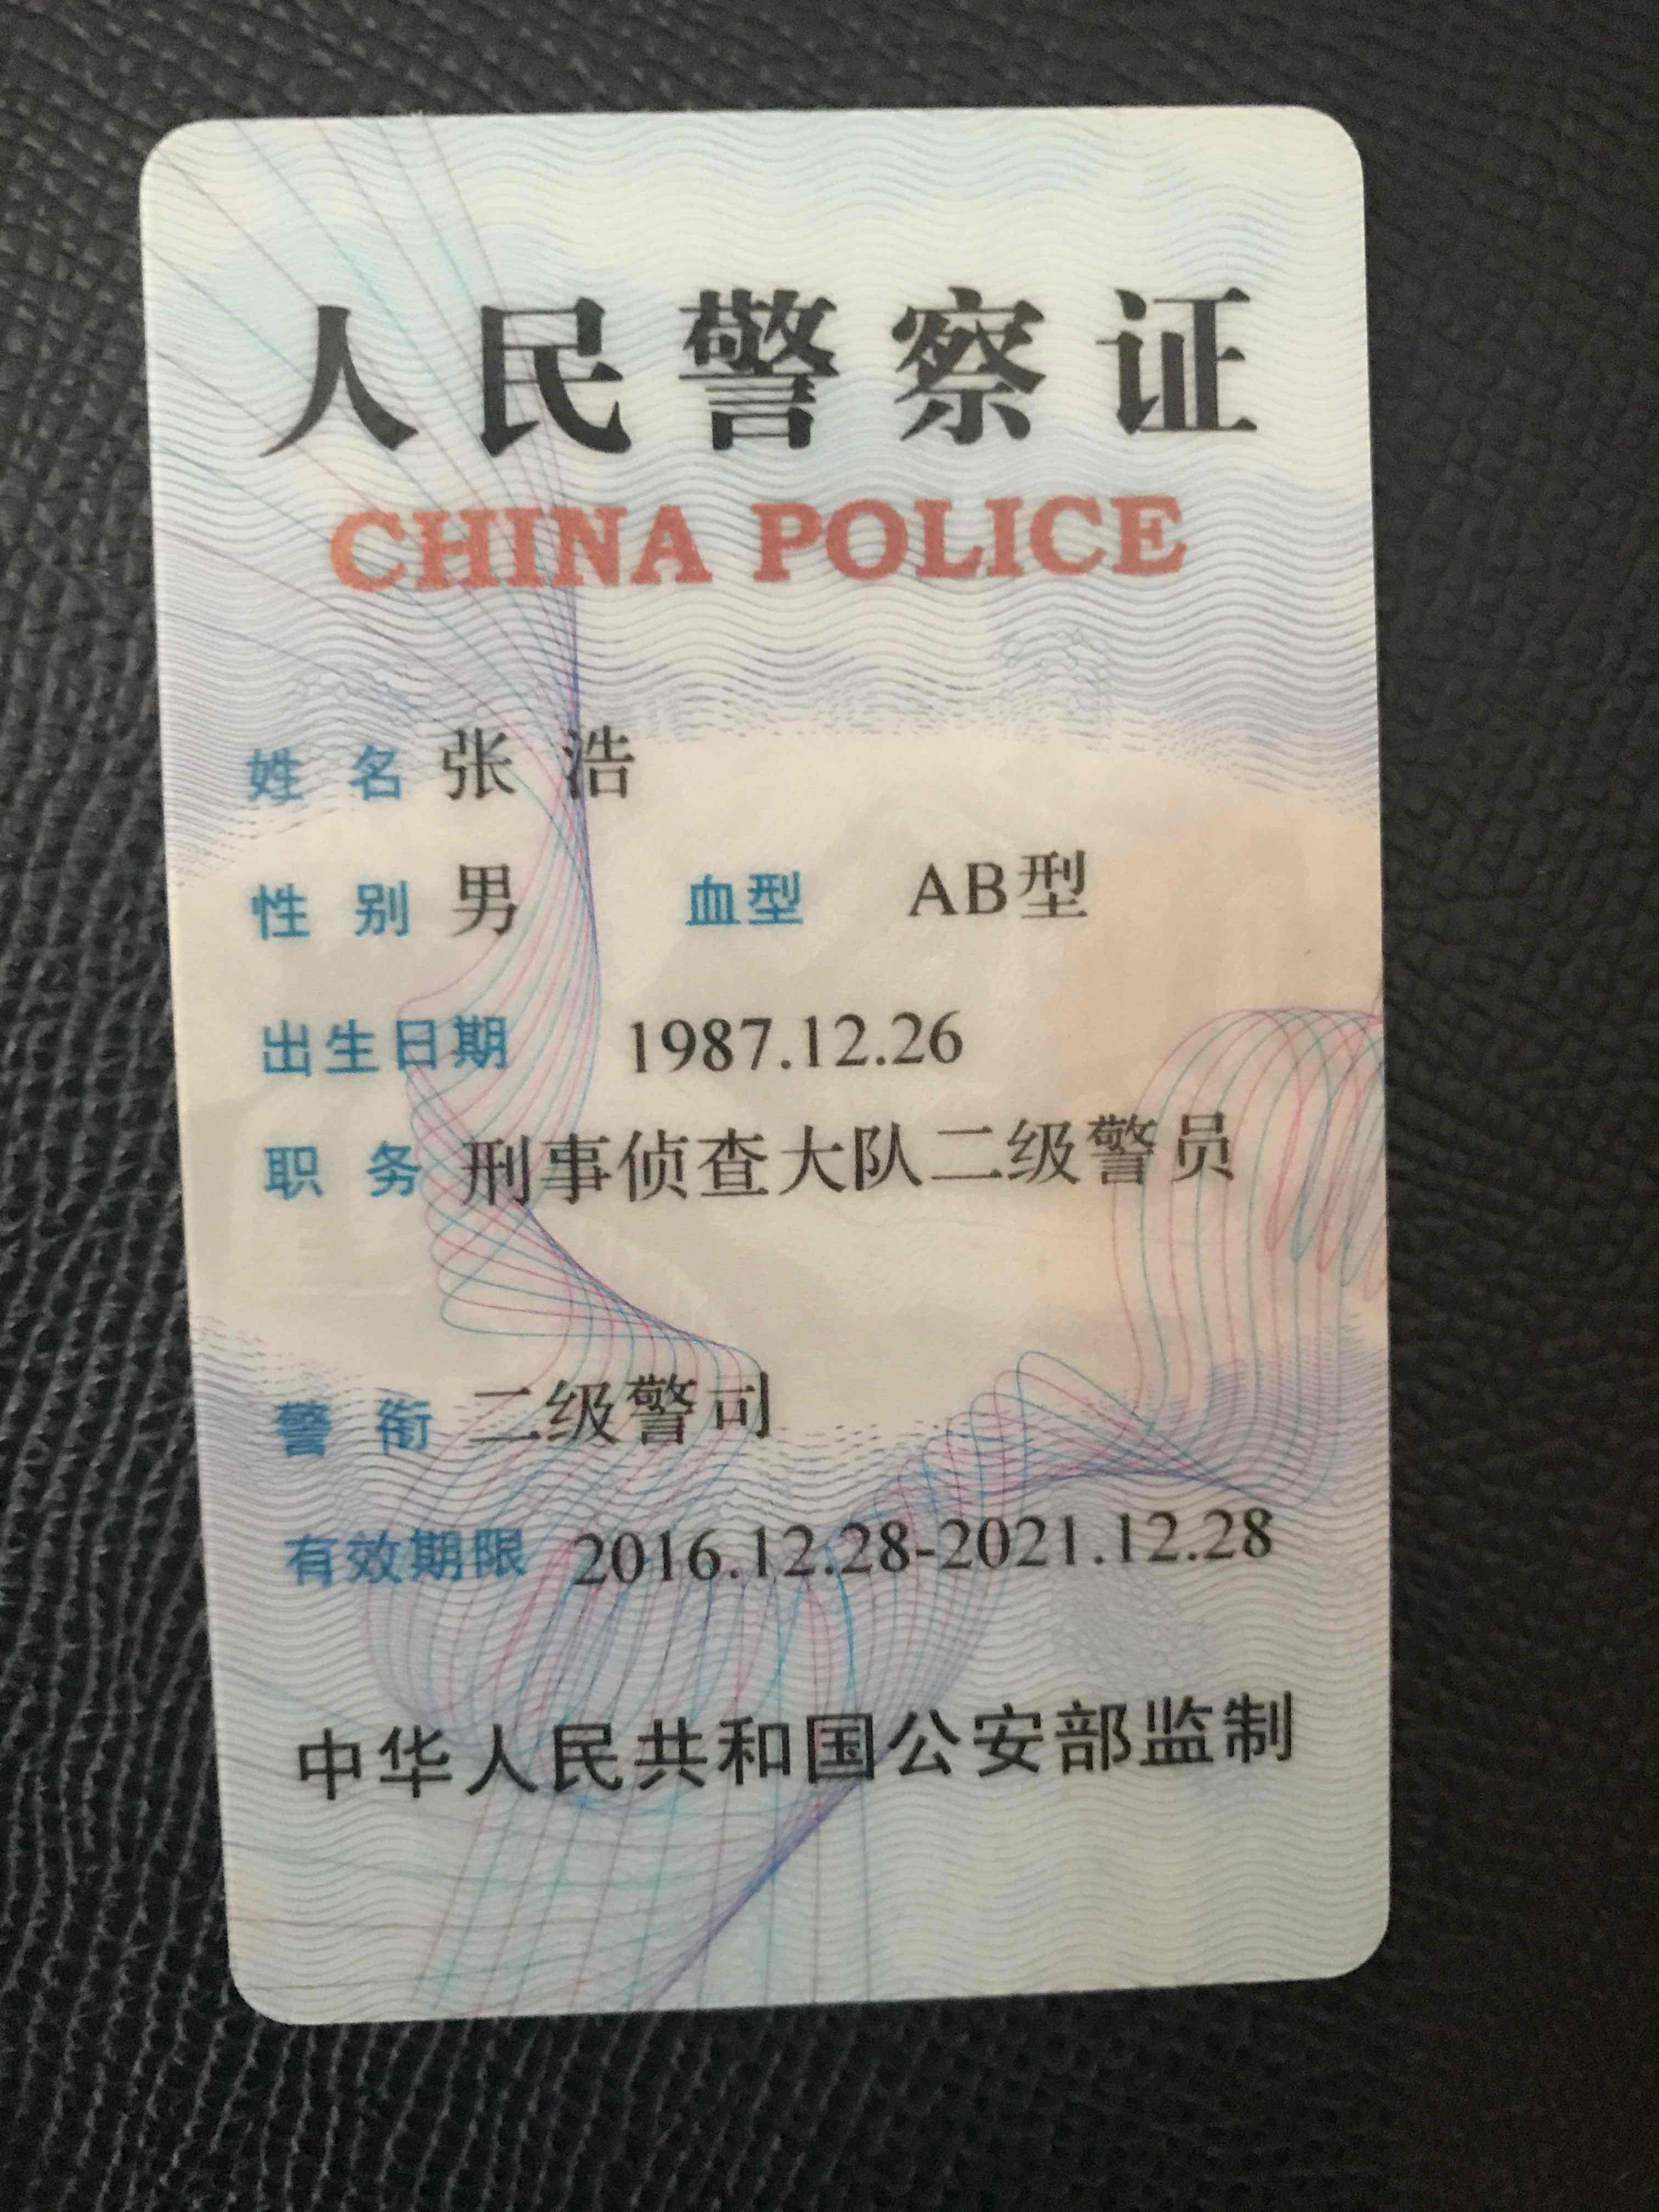 人民警察证
CHINA POLICE
姓 名 张 浩
性 别 男 血型 AB型
出生日期 1987.12.26
职 务 刑事侦查大队二级警员
警 衔 二级警司
有效期限 2016.12.28-2021.12.28
中华人民共和国公安部监制